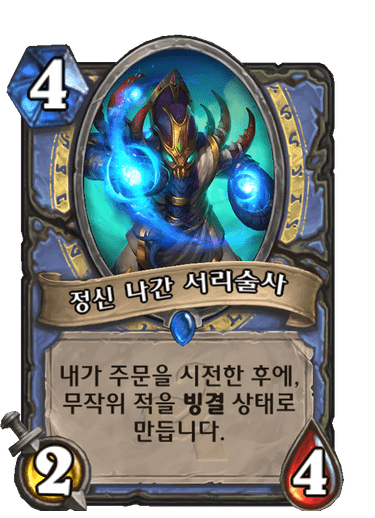 4
정신 나간 서리술사
내가 주문을 시전한 후에,
무작위 적을 빙결 상태로
만듭니다.
2
4